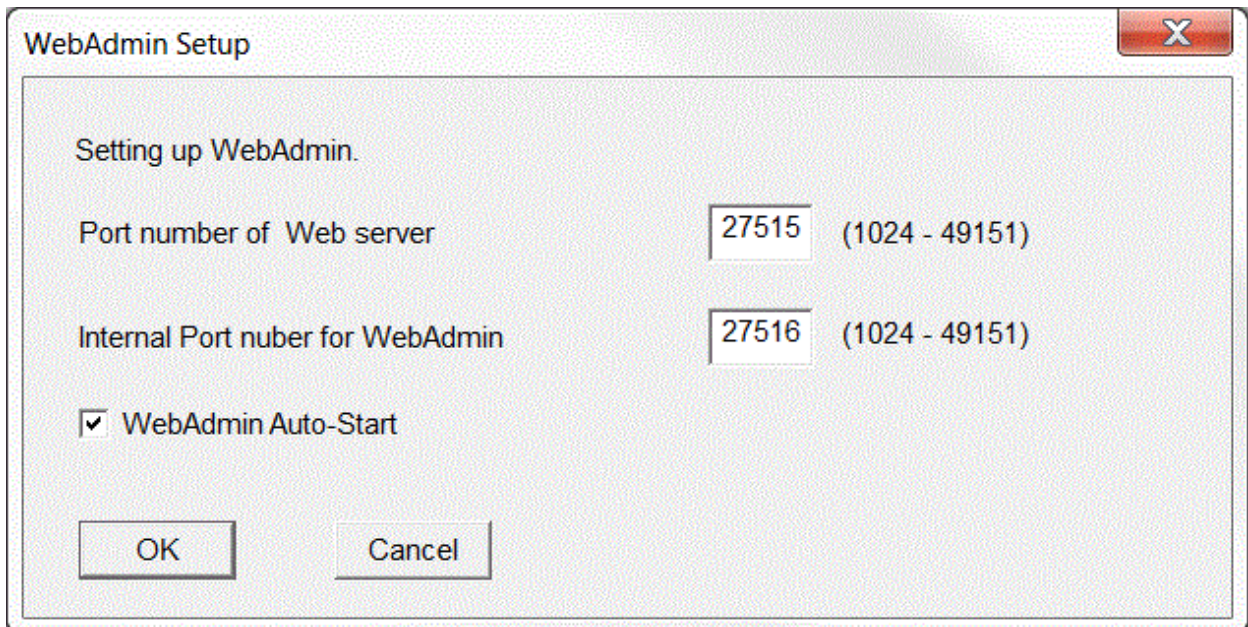 WebAdmin Setup
X
Setting up WebAdmin.
Port number of  Web server 27515 (1024 - 49151)
Internal Port nuber for WebAdmin 27516 (1024 - 49151)
WebAdmin Auto-Start
OK Cancel